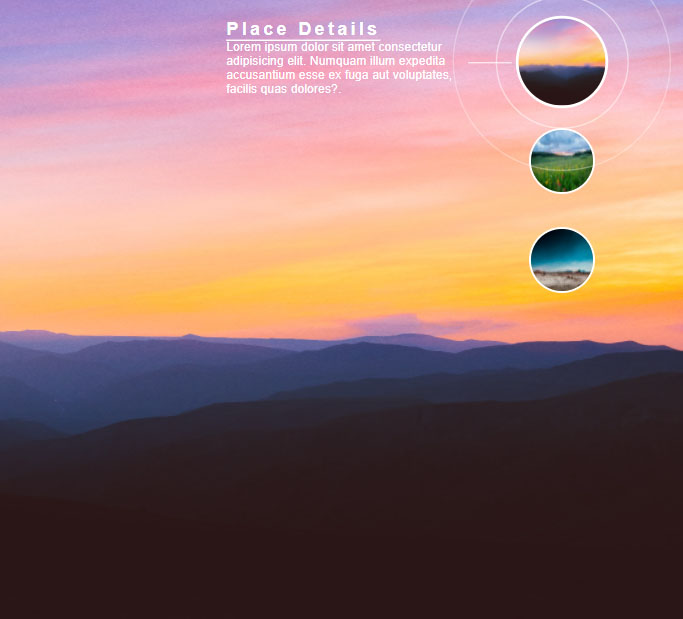 Place Details
Lorem ipsum dolor sit amet consectetur
adipisicing elit. Numquam illum expedita
accusantium esse ex fuga aut voluptates,
facilis quas dolores?.